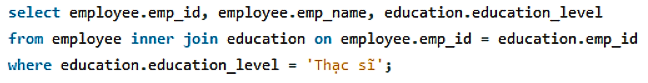 select employee.emp_id, employee.emp_name, education.education_level
from employee inner join education on employee.emp_id = education.emp_id
where education.education_level = 'Thạc sĩ';